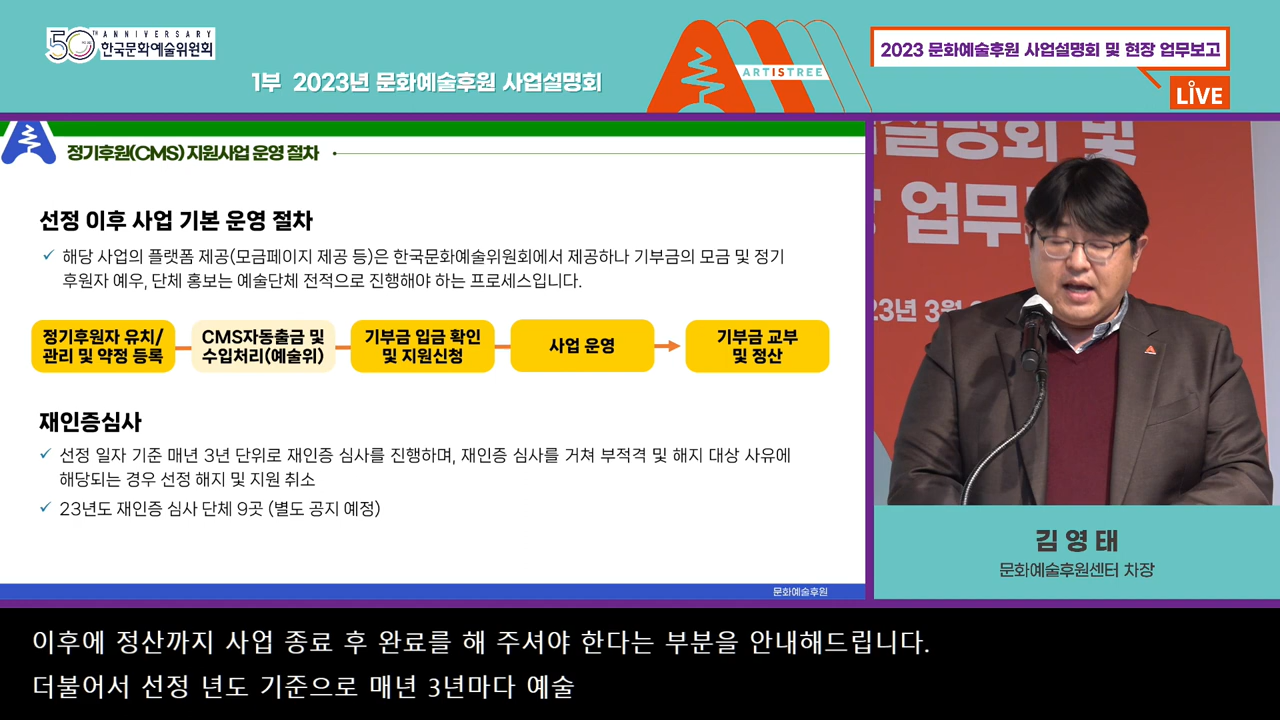 50TH ANNIVERSARY
한국문화예술위원회
1부 2023년 문화예술후원 사업설명회
ARTISTREE
2023 문화예술후원 사업설명회 및 현장 업무보고
LIVE
정기후원(CMS) 지원사업 운영 절차
선정 이후 사업 기본 운영 절차
✓ 해당 사업의 플랫폼 제공(모금페이지 제공 등)은 한국문화예술위원회에서 제공하나 기부금의 모금 및 정기
후원자 예우, 단체 홍보는 예술단체 전적으로 진행해야 하는 프로세스입니다.
정기후원자 유치/
관리 및 약정 등록
CMS자동출금 및
수입처리(예술위)
기부금 입금 확인
및 지원신청
사업 운영
기부금 교부
및 정산
재인증심사
✓ 선정 일자 기준 매년 3년 단위로 재인증 심사를 진행하며, 재인증 심사를 거쳐 부적격 및 해지 대상 사유에
해당되는 경우 선정 해지 및 지원 취소
✓ 23년도 재인증 심사 단체 9곳 (별도 공지 예정)
문화예술후원
설명회 및
업무
23년 3월
김영태
문화예술후원센터 차장
이후에 정산까지 사업 종료 후 완료를 해 주셔야 한다는 부분을 안내해드립니다.
더불어서 선정 년도 기준으로 매년 3년마다 예술